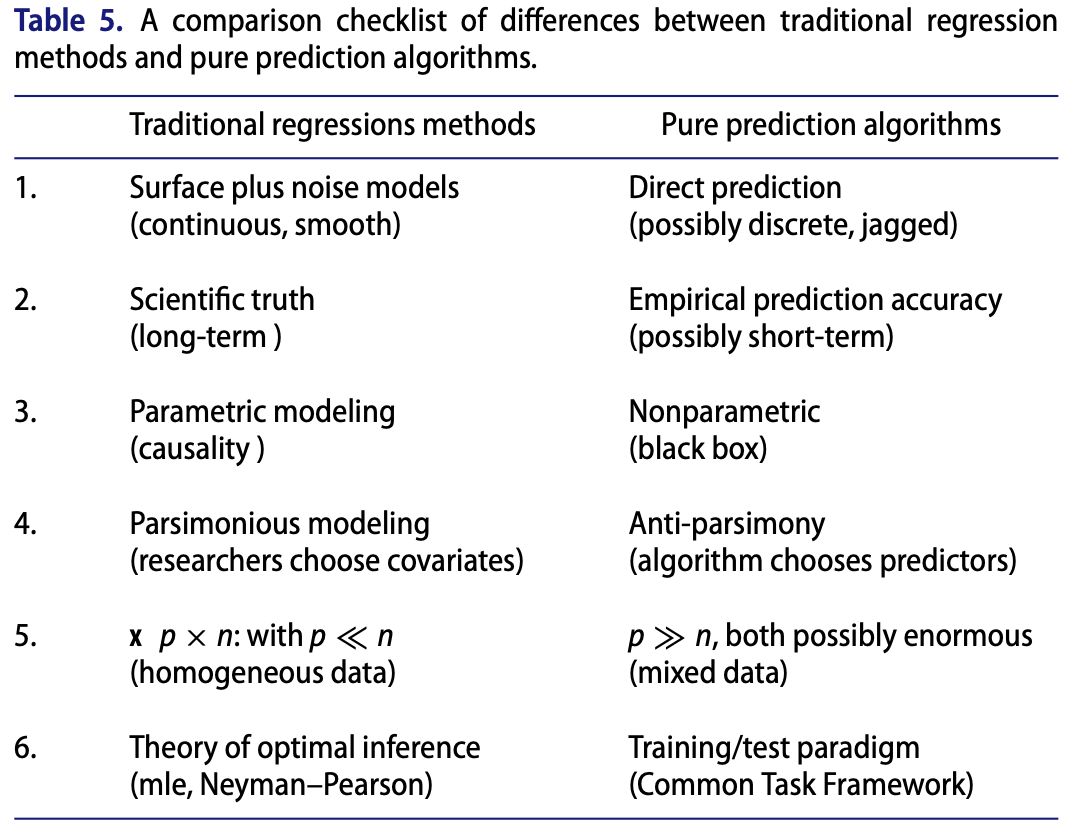 Table 5. A comparison checklist of differences between traditional regression
methods and pure prediction algorithms.
Traditional regressions methods Pure prediction algorithms
1. Surface plus noise models Direct prediction
(continuous, smooth) (possibly discrete, jagged)
2. Scientific truth Empirical prediction accuracy
(long-term ) (possibly short-term)
3. Parametric modeling Nonparametric
(causality ) (black box)
4. Parsimonious modeling Anti-parsimony
(researchers choose covariates) (algorithm chooses predictors)
5. x p × n: with p ≪ n p ≫ n, both possibly enormous
(homogeneous data) (mixed data)
6. Theory of optimal inference Training/test paradigm
(mle, Neyman–Pearson) (Common Task Framework)